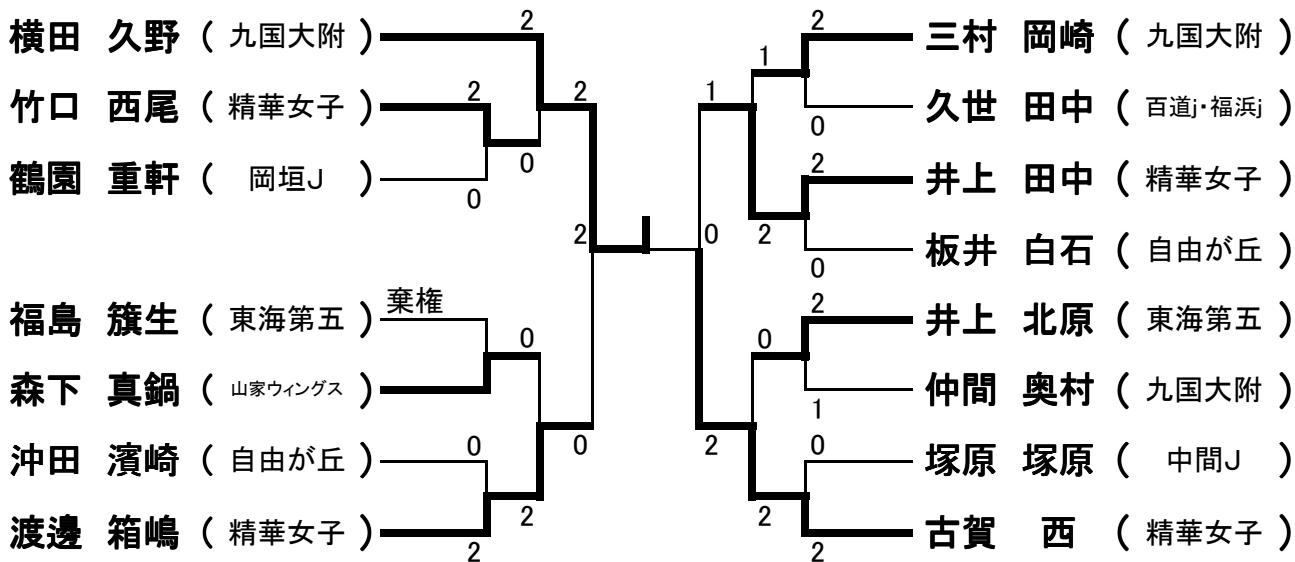 横田 久野 ( 九国大附 )
竹口 西尾 ( 精華女子 )
鶴園 重軒 ( 岡垣J )
福島 籏生 ( 東海第五 ) 棄権
森下 真鍋 ( 山家ウィングス )
沖田 濱崎 ( 自由が丘 )
渡邊 箱嶋 ( 精華女子 )
2
2
2
0
0
2
0
0
0
2
2
0
2
1
1
2
0
2
0
2
0
2
0
1
0
2
2
2
三村 岡崎 ( 九国大附 )
久世 田中 ( 百道j・福浜j )
井上 田中 ( 精華女子 )
板井 白石 ( 自由が丘 )
井上 北原 ( 東海第五 )
仲間 奥村 ( 九国大附 )
塚原 塚原 ( 中間J )
古賀 西 ( 精華女子 )